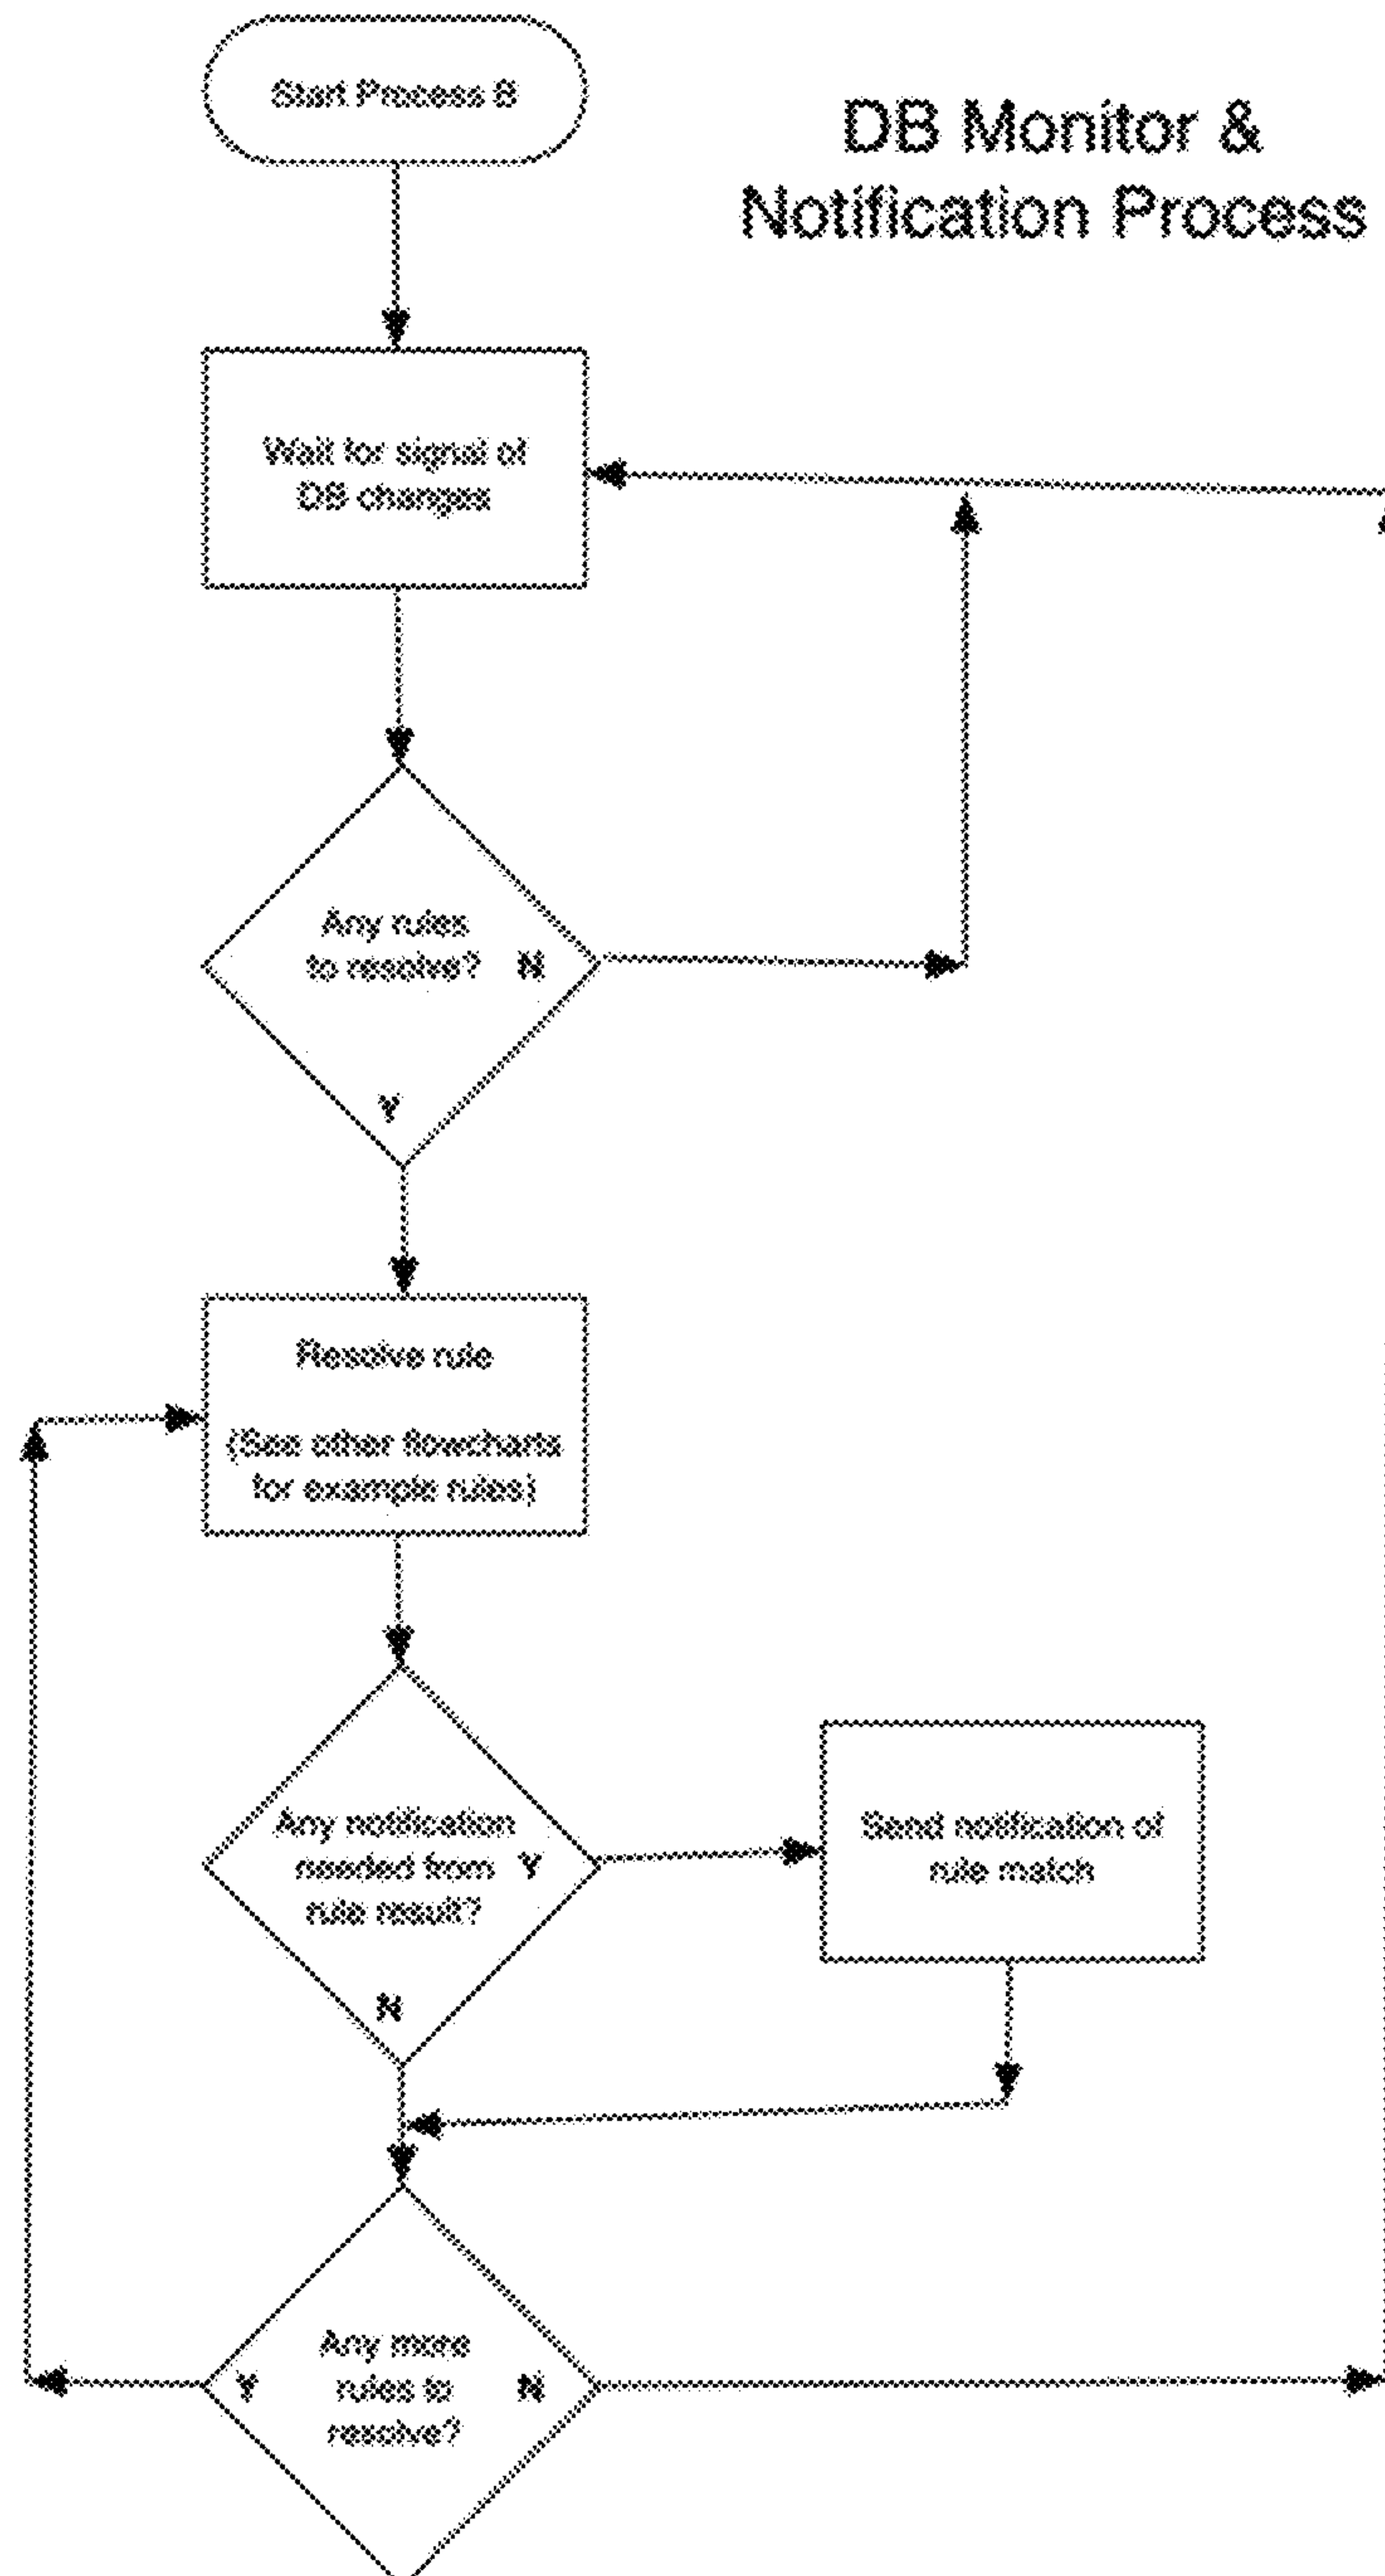 Start Process B
DB Monitor &
Notification Process
Wait for signal of
DB changes
Any rules
to resolve?
N
Y
Resolve rule
(See other flowcharts
for example rules)
Any notification
needed from
rule result?
Y
N
Send notification of
rule match
Any more
rules to
resolve?
Y
N